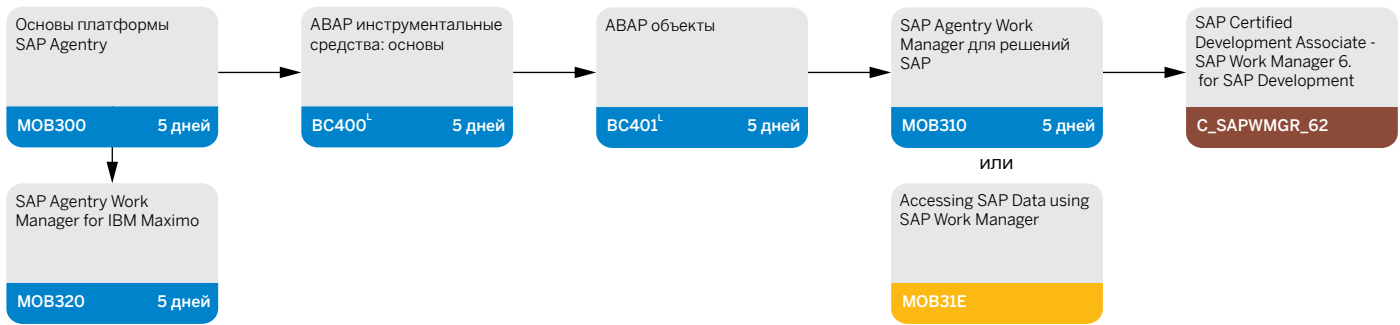 Основы платформы
SAP Agentry
MOB300 5 дней
ABAP инструментальные
средства: основы
BC400L 5 дней
ABAP объекты
BC401L 5 дней
SAP Agentry Work
Manager для решений
SAP
MOB310 5 дней
SAP Certified
Development Associate -
SAP Work Manager 6.
for SAP Development
C_SAPWMGR_62
или
SAP Agentry Work
Manager for IBM Maximo
MOB320 5 дней
Accessing SAP Data using
SAP Work Manager
MOB31E